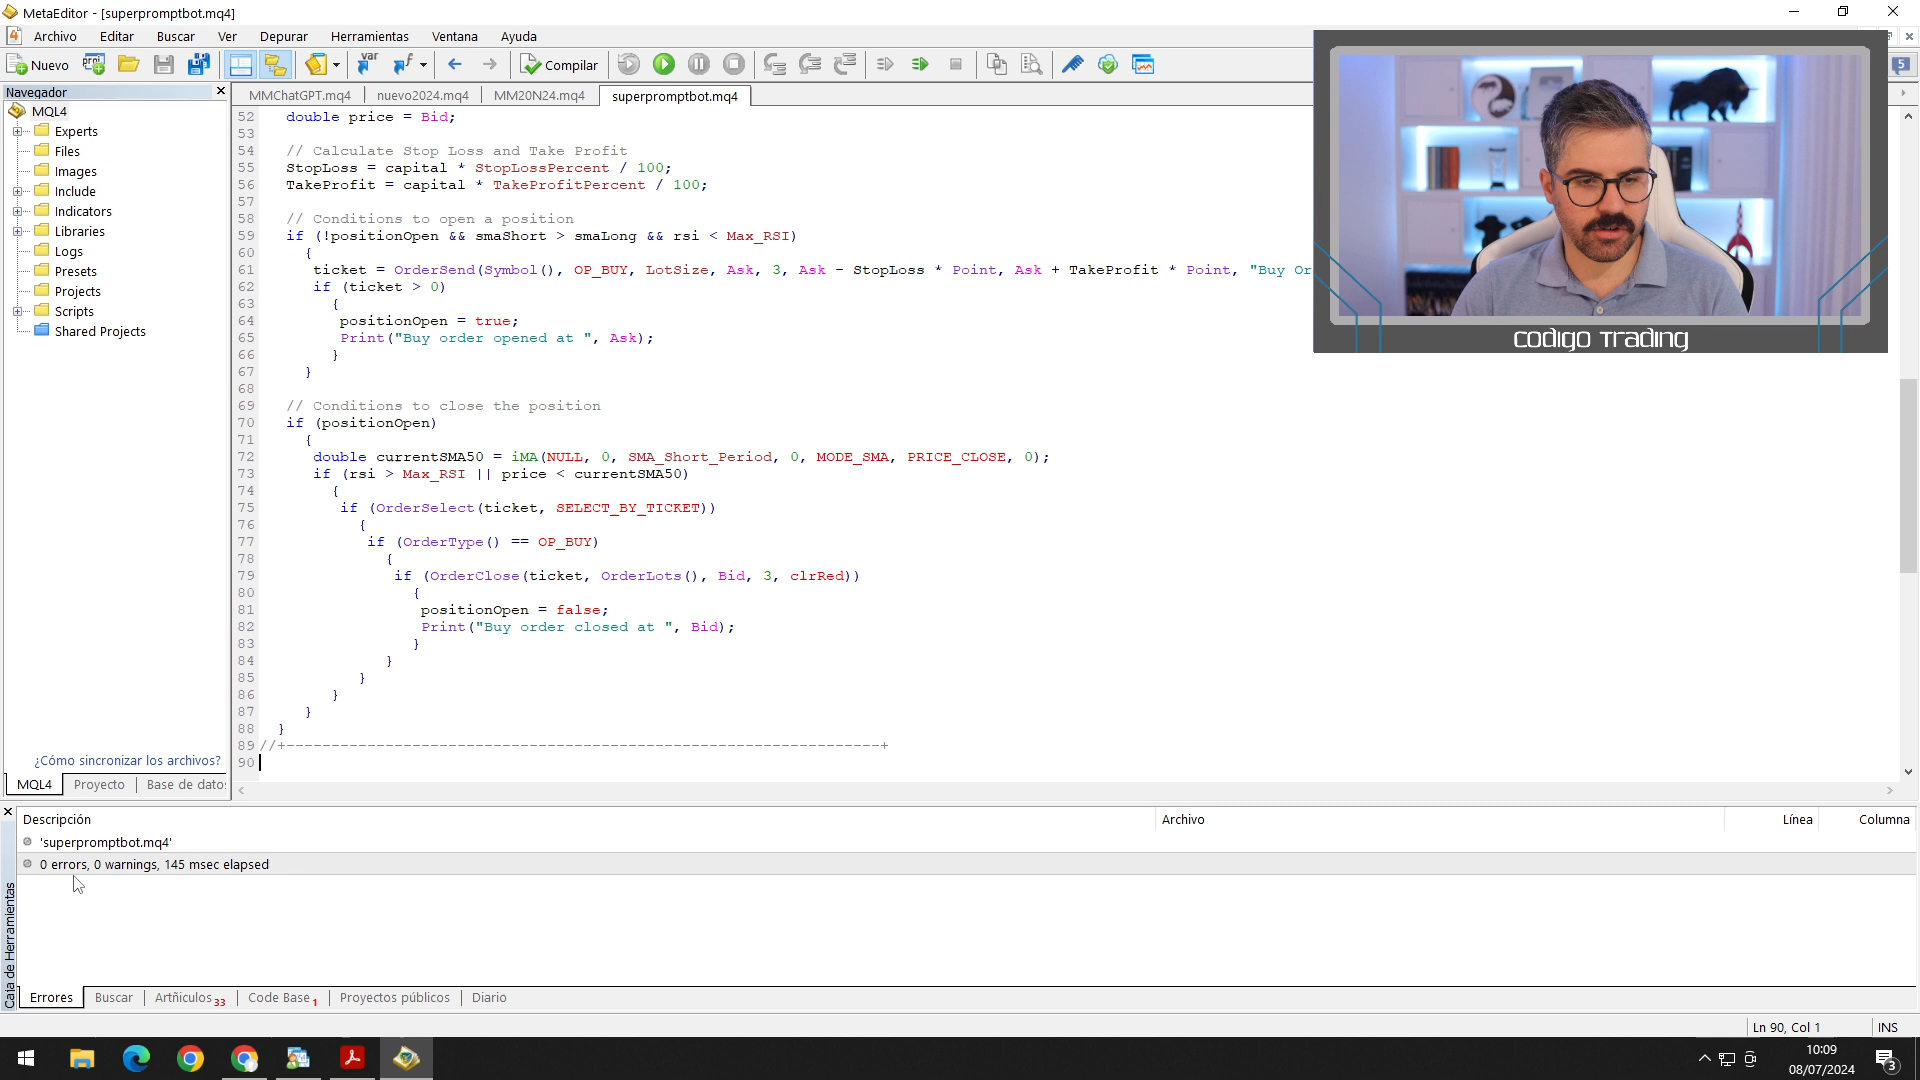 MetaEditor - [superpromptbot.mq4]
Archivo Editar Buscar Ver Depurar Herramientas Ventana Ayuda
Nuevo
Compilar
5
Navegador
MMChatGPT.mq4 nuevo2024.mq4 MM20N24.mq4 superpromptbot.mq4
MQL4
Experts
Files
Images
Include
Indicators
Libraries
Logs
Presets
Projects
Scripts
Shared Projects
¿Cómo sincronizar los archivos?
MQL4 Proyecto Base de dato
52 double price = Bid;
53
54 // Calculate Stop Loss and Take Profit
55 StopLoss = capital * StopLossPercent / 100;
56 TakeProfit = capital * TakeProfitPercent / 100;
57
58 // Conditions to open a position
59 if (!positionOpen && smaShort > smaLong && rsi < Max_RSI)
60 {
61 ticket = OrderSend(Symbol(), OP_BUY, LotSize, Ask, 3, Ask - StopLoss * Point, Ask + TakeProfit * Point, "Buy Or
62 if (ticket > 0)
63 {
64 positionOpen = true;
65 Print("Buy order opened at ", Ask);
66 }
67 }
68
69 // Conditions to close the position
70 if (positionOpen)
71 {
72 double currentSMA50 = iMA(NULL, 0, SMA_Short_Period, 0, MODE_SMA, PRICE_CLOSE, 0);
73 if (rsi > Max_RSI || price < currentSMA50)
74 {
75 if (OrderSelect(ticket, SELECT_BY_TICKET))
76 {
77 if (OrderType() == OP_BUY)
78 {
79 if (OrderClose(ticket, OrderLots(), Bid, 3, clrRed))
80 {
81 positionOpen = false;
82 Print("Buy order closed at ", Bid);
83 }
84 }
85 }
86 }
87 }
88 }
89 //+------------------------------------------------------------------+
90
codigo Trading
Descripción Archivo Línea Columna
'superpromptbot.mq4'
0 errors, 0 warnings, 145 msec elapsed
Caja de Herramientas
Errores Buscar Artñiculos 33 Code Base 1 Proyectos públicos Diario
Ln 90, Col 1 INS
10:09
08/07/2024
3